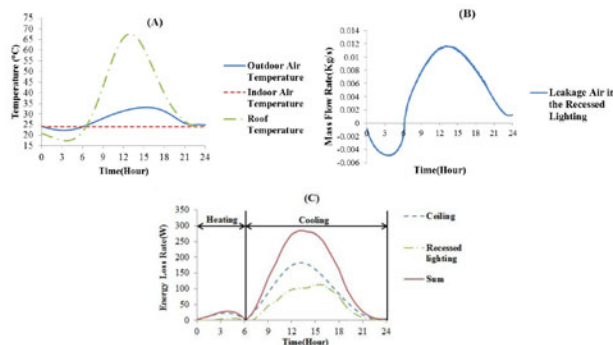 (A)
75
70
65
60
55
50
45
40
35
30
25
20
15
Temperature (°C)
0 3 6 9 12 15 18 21 24
Time(Hour)
Outdoor Air
Temperature
Indoor Air
Temperature
Roof
Temperature
(B)
0.014
0.012
0.01
0.008
0.006
0.004
0.002
0
-0.002
-0.004
-0.006
Mass Flow Rate(Kg/s)
3 6 9 12 15 18 21 24
Time(Hour)
Leakage Air in
the Recessed
Lighting
(C)
350
300
250
200
150
100
50
0
Energy Loss Rate(W)
Heating
Cooling
0 3 6 9 12 15 18 21 24
Time(Hour)
Ceiling
Recessed
lighting
Sum